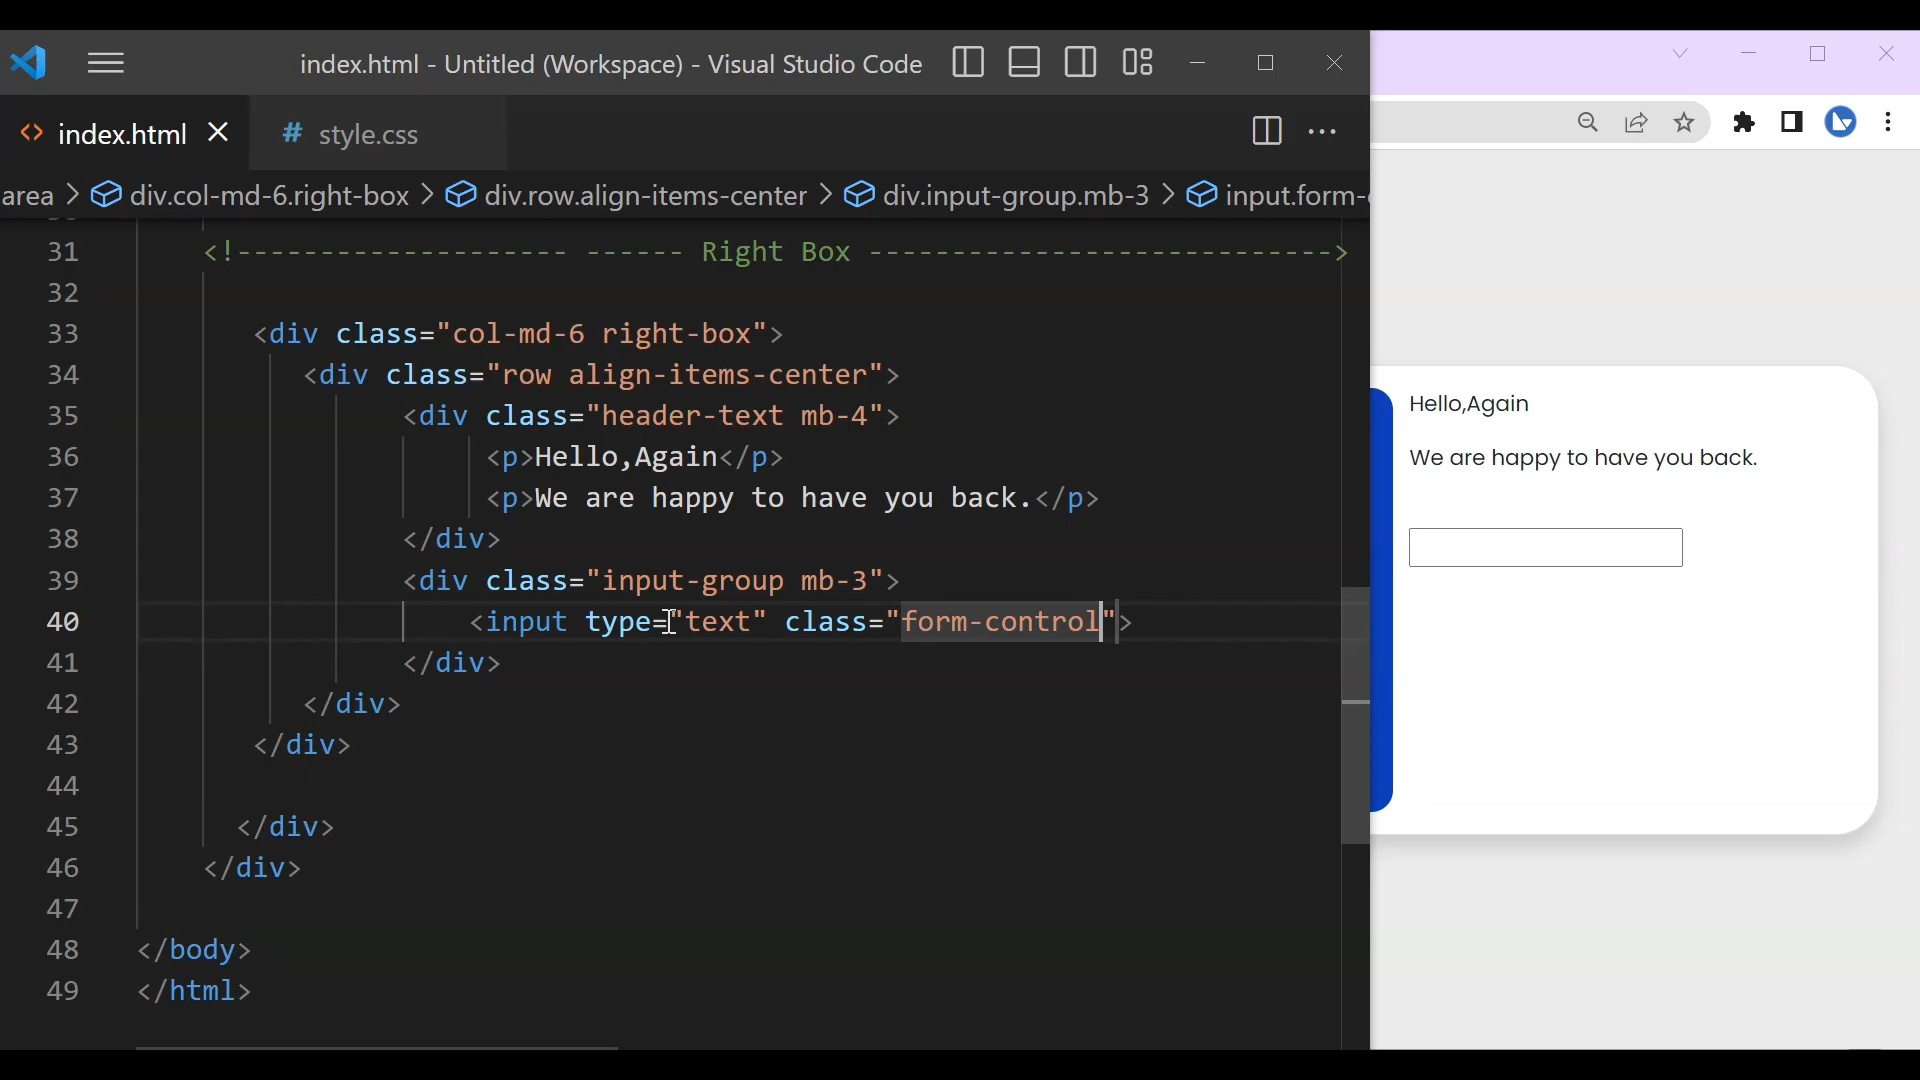 index.html - Untitled (Workspace) - Visual Studio Code
index.html
# style.css
area > div.col-md-6.right-box > div.row.align-items-center > div.input-group.mb-3 > input.form-
31 <!-------------------- ------ Right Box ---------------------------->
32
33 <div class="col-md-6 right-box">
34 <div class="row align-items-center">
35 <div class="header-text mb-4">
36 <p>Hello,Again</p>
37 <p>We are happy to have you back.</p>
38 </div>
39 <div class="input-group mb-3">
40 <input type="text" class="form-control">
41 </div>
42 </div>
43 </div>
44
45 </div>
46 </div>
47
48 </body>
49 </html>
Hello,Again
We are happy to have you back.